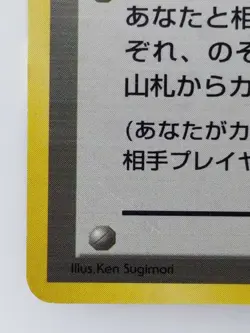 あなたと相
ぞれ、のぞ
山札からカ
(あなたがカ
相手プレイヤ
Illus. Ken Sugimori